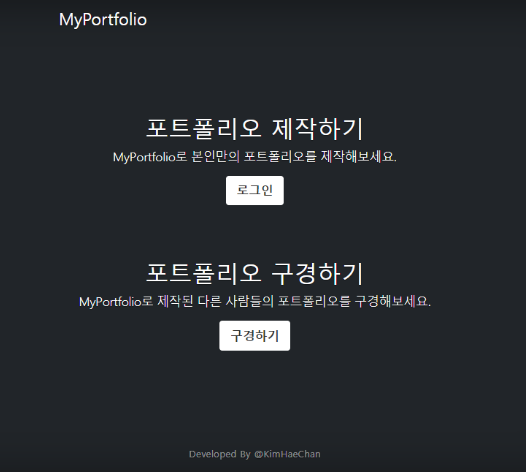 MyPortfolio
포트폴리오 제작하기
MyPortfolio로 본인만의 포트폴리오를 제작해보세요.
로그인
포트폴리오 구경하기
MyPortfolio로 제작된 다른 사람들의 포트폴리오를 구경해보세요.
구경하기
Developed By @KimHaeChan